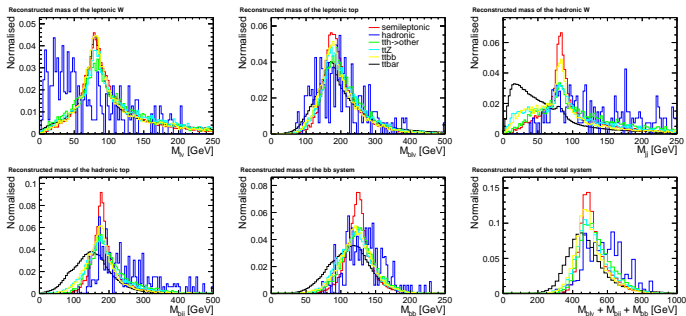 Reconstructed mass of the leptonic W
Normalised
0.06
0.04
0.02
0
0 50 100 150 200 250
M_lν [GeV]
Reconstructed mass of the leptonic top
Normalised
0.06
0.04
0.02
0
0 100 200 300 400 500
M_blν [GeV]
semileptonic
hadronic
tth->other
ttZ
ttbb
ttbar
Reconstructed mass of the hadronic W
Normalised
0.06
0.04
0.02
0
0 50 100 150 200 250
M_jj [GeV]
Reconstructed mass of the hadronic top
Normalised
0.1
0.08
0.06
0.04
0.02
0
0 100 200 300 400 500
M_bjj [GeV]
Reconstructed mass of the bb system
Normalised
0.08
0.06
0.04
0.02
0
0 50 100 150 200 250
M_bb [GeV]
Reconstructed mass of the total system
Normalised
0.15
0.1
0.05
0
0 200 400 600 800 1000
M_blν + M_bjj + M_bb [GeV]